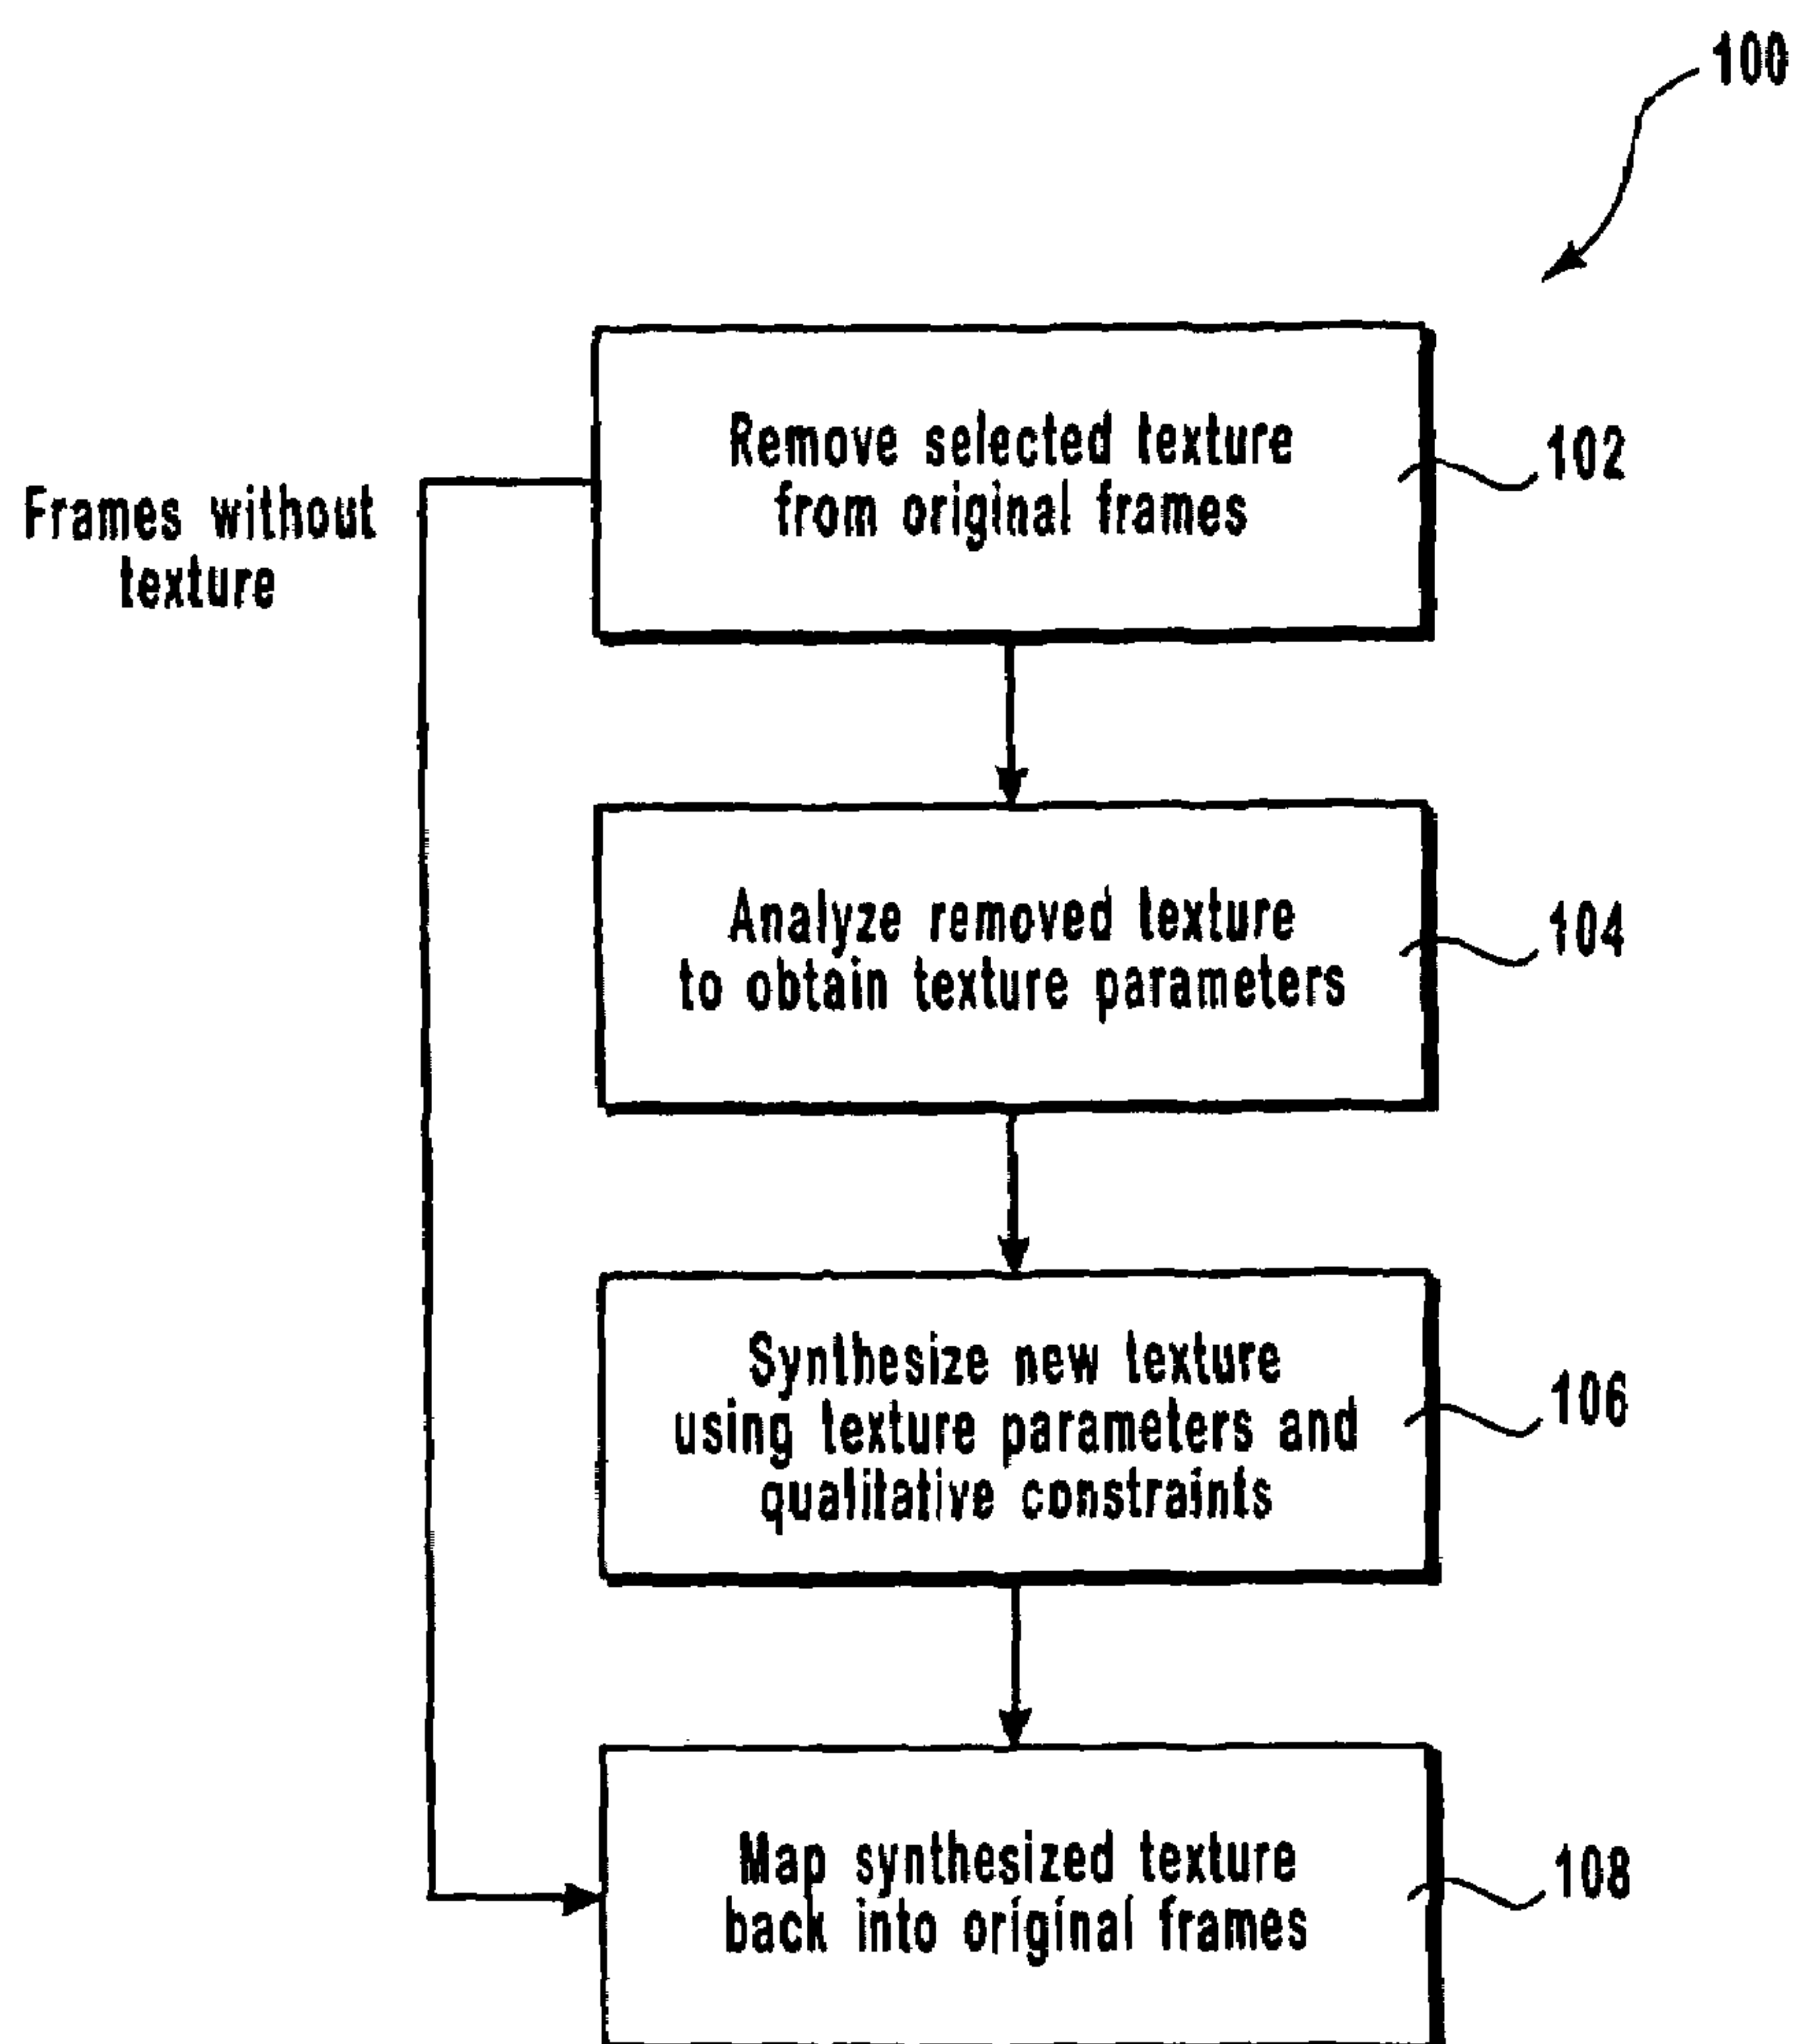 100
Remove selected texture
from original frames
102
Frames without
texture
Analyze removed texture
to obtain texture parameters
104
Synthesize new texture
using texture parameters and
qualitative constraints
106
Map synthesized texture
back into original frames
108